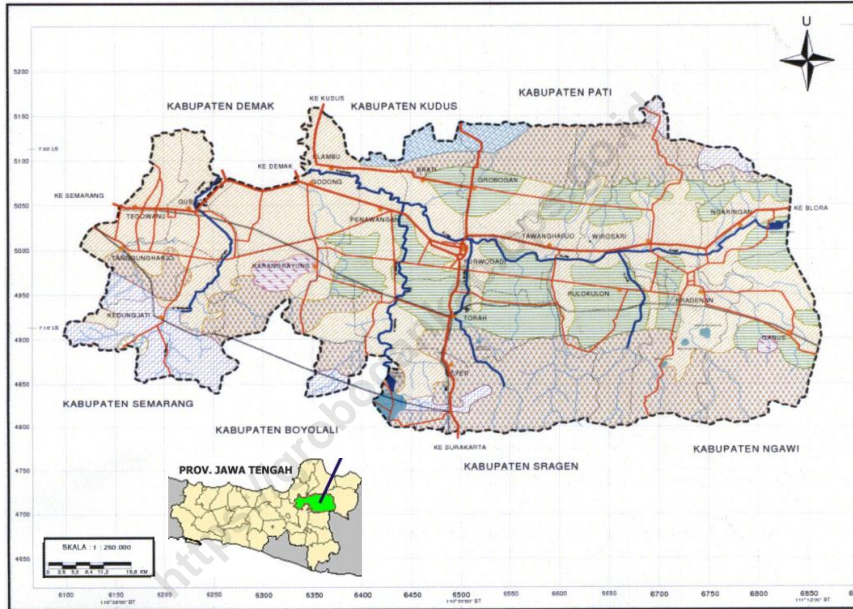 U
KABUPATEN DEMAK
KE KUDUS
KABUPATEN KUDUS
KABUPATEN PATI
5200
5150
5100
5050
5000
4950
4900
4850
4800
4750
4700
4650
KLAMBU
KE DEMAK
BRATI
GROBOGAN
GODONG
KE SEMARANG
GUBUG
TEGOWANU
PENAWANGAN
NGARINGAN
KE BLORA
TAWANGHARJO
WIROSARI
TANGGUNGHARJO
PURWODADI
KARANGRAYUNG
PULOKULON
KRADENAN
KEDUNGJATI
TOROH
GABUS
GEYER
KABUPATEN SEMARANG
KABUPATEN BOYOLALI
KE SURAKARTA
KABUPATEN SRAGEN
KABUPATEN NGAWI
PROV. JAWA TENGAH
SKALA : 1 : 250.000
6100
6150
6200
6250
6300
6350
6400
6450
6500
6550
6600
6650
6700
6750
6800
6850